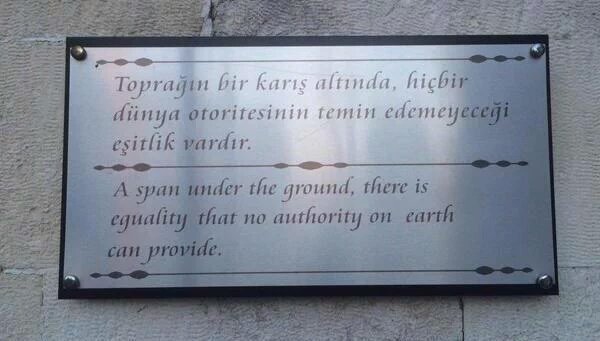 Toprağın bir karış altında, hiçbir
dünya otoritesinin temin edemeyeceği
eşitlik vardır.
A span under the ground, there is
equality that no authority on earth
can provide.